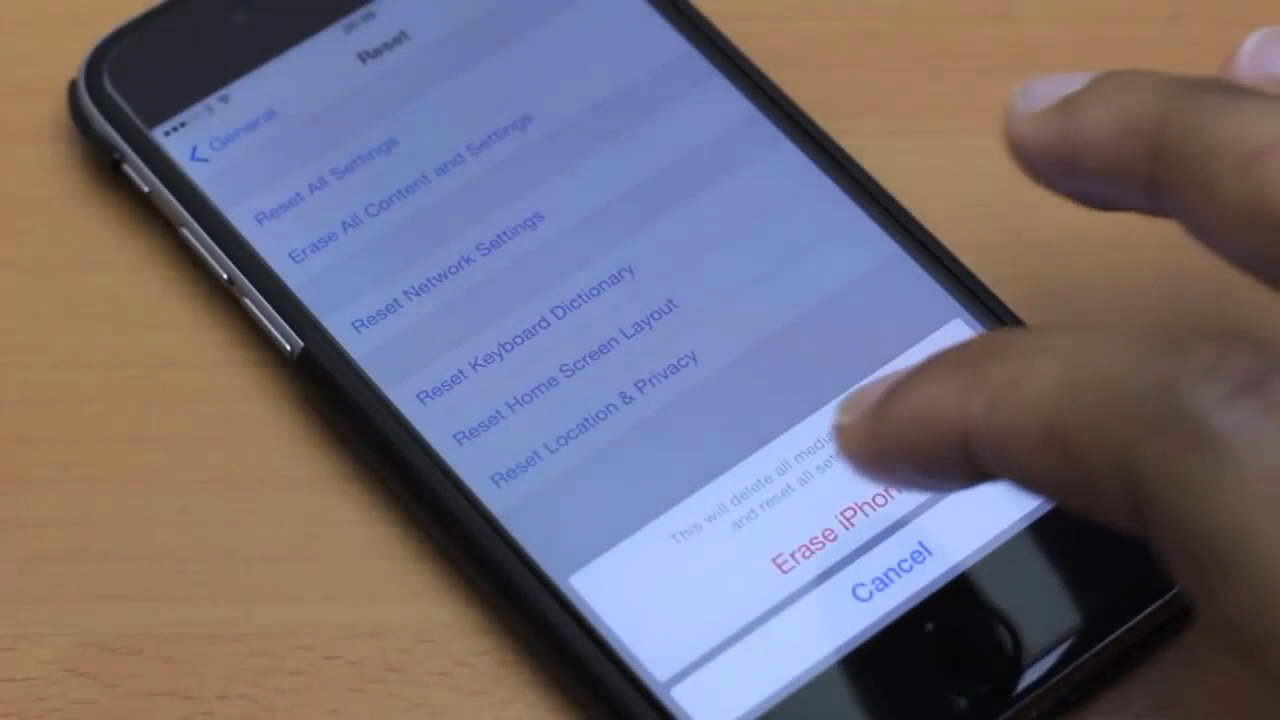 Reset
General
Reset All Settings
Erase All Content and Settings
Reset Network Settings
Reset Keyboard Dictionary
Reset Home Screen Layout
Reset Location & Privacy
This will delete all media
and reset all
Erase
Cancel